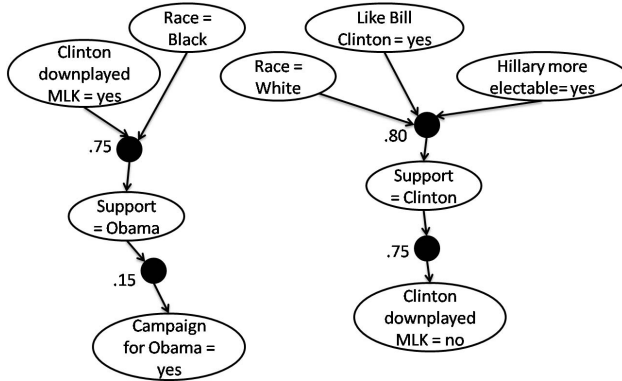 Race =
Black
Clinton
downplayed
MLK = yes
.75
Support
= Obama
.15
Campaign
for Obama =
yes
Like Bill
Clinton = yes
Race =
White
Hillary more
electable= yes
.80
Support
= Clinton
.75
Clinton
downplayed
MLK = no